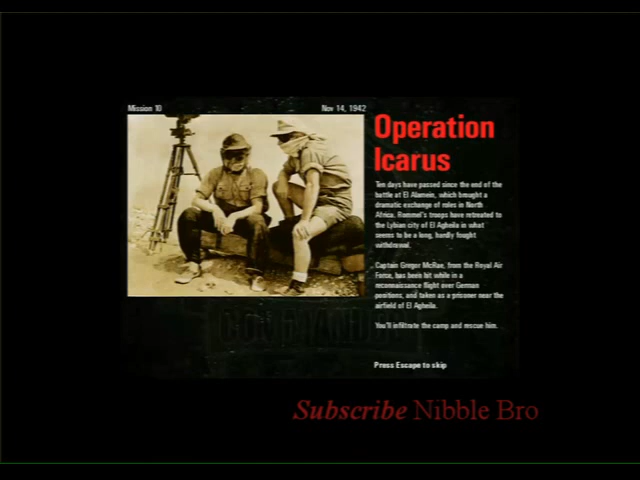 Mission 10
Nov 14, 1942
Operation
Icarus
Ten days have passed since the end of the
battle at El Alamein, which brought a
dramatic exchange of roles in North
Africa. Rommel's troops have retreated to
the Lybian city of El Agheila in what
seems to be a long, hardly fought
withdrawal.
Captain Gregor McRae, from the Royal Air
Force, has been hit while in a
reconnaissance flight over German
positions, and taken as a prisoner near the
airfield of El Agheila.
You'll infiltrate the camp and rescue him.
COMMANDOS
Press Escape to skip
Subscribe Nibble Bro